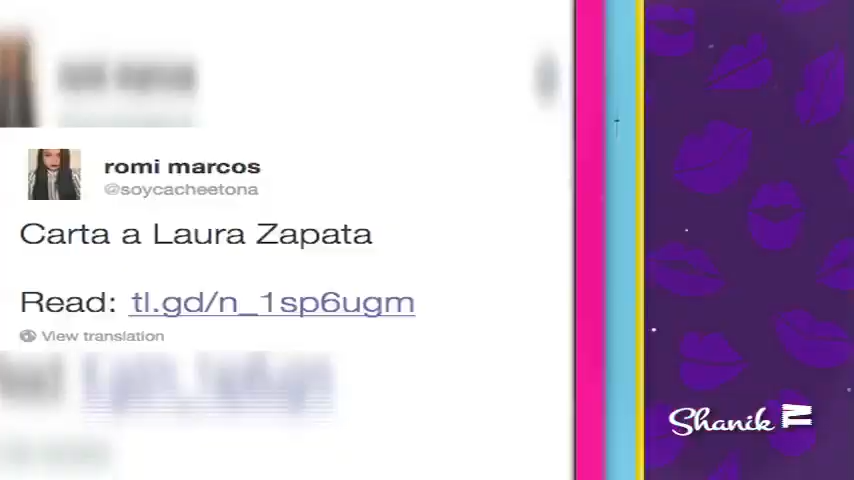 romi marcos
@soycacheetona
Carta a Laura Zapata
Read: tl.gd/n_1sp6ugm
View translation
Shanik